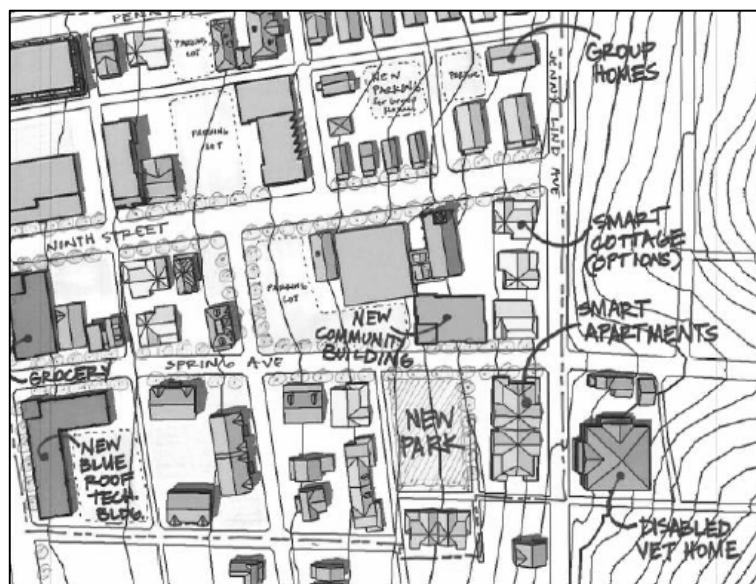 PENNY
PARKING
LOT
GROUP
HOMES
NEW
PARKING
for Group
PARKING
JENNY LIND AVE
PARKING
LOT
NINTH STREET
SMART
COTTAGE
(OPTIONS)
PARKING
LOT
NEW
COMMUNITY
BUILDING
SMART
APARTMENTS
SPRING AVE
GROCERY
NEW
PARK
NEW
BLUE
ROOF
TECH.
BLDG.
DISABLED
VET HOME